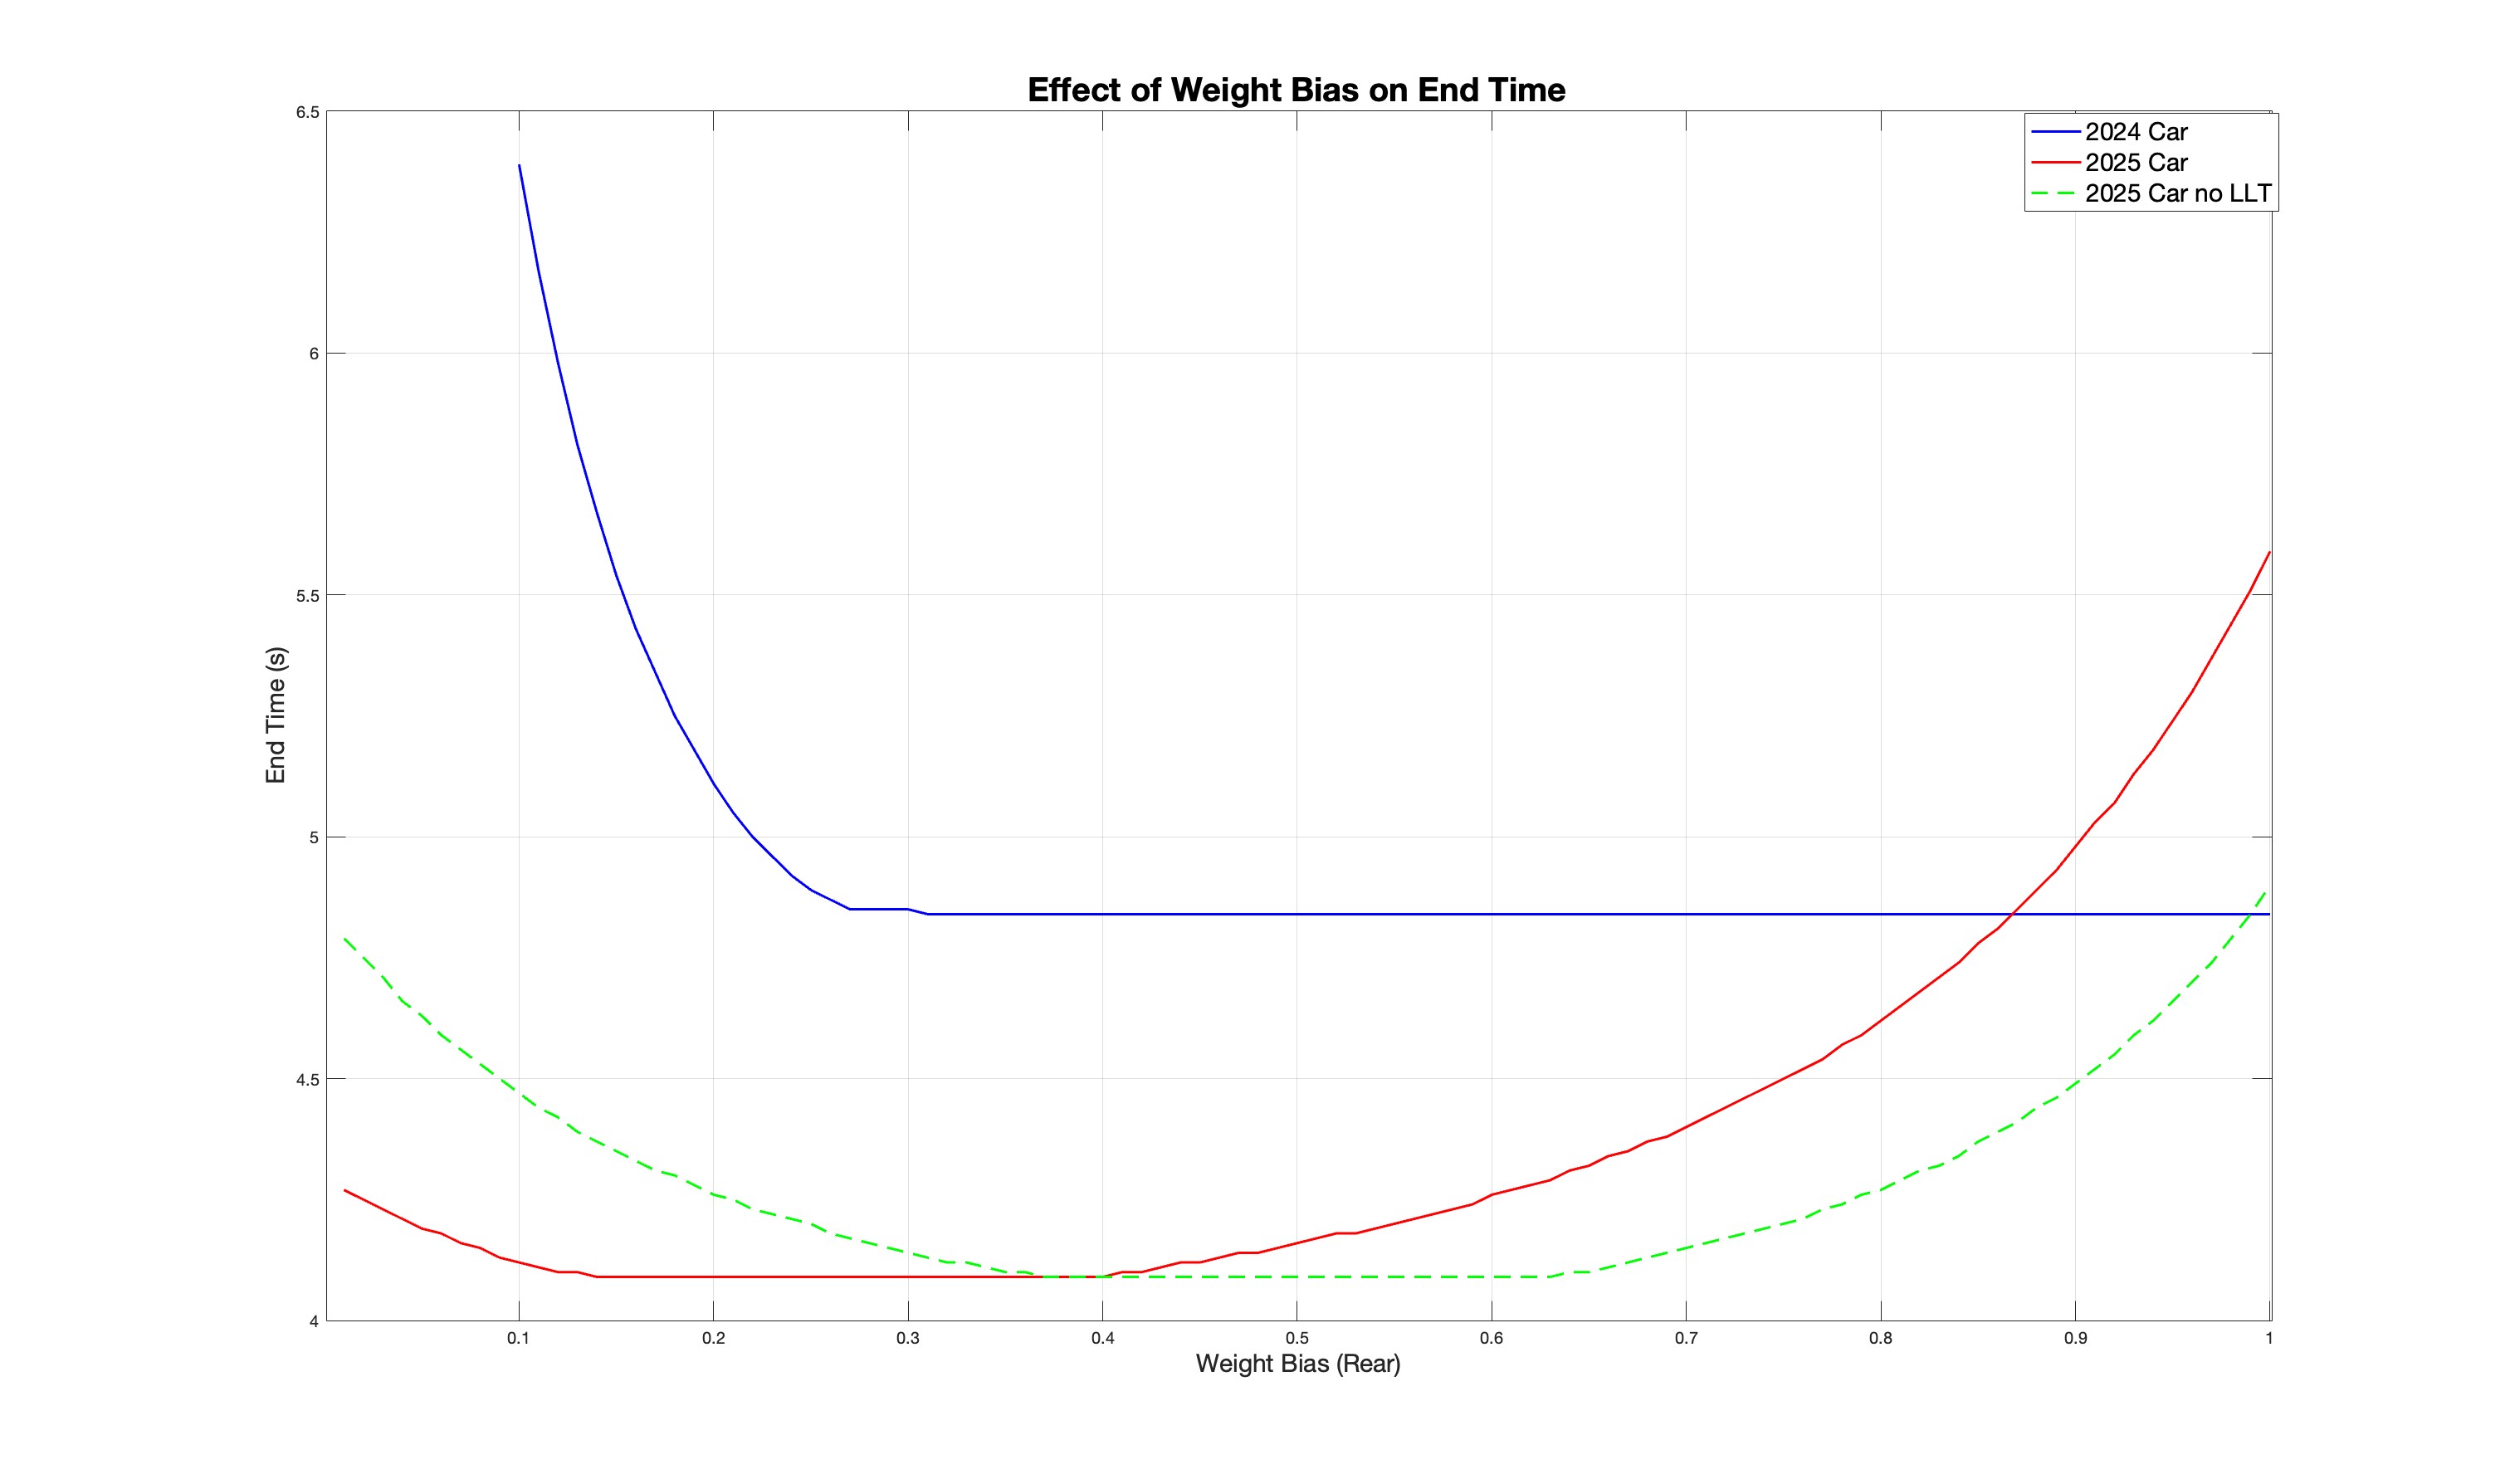 Effect of Weight Bias on End Time
2024 Car
2025 Car
2025 Car no LLT
End Time (s)
6.5
6
5.5
5
4.5
4
0.1 0.2 0.3 0.4 0.5 0.6 0.7 0.8 0.9 1
Weight Bias (Rear)